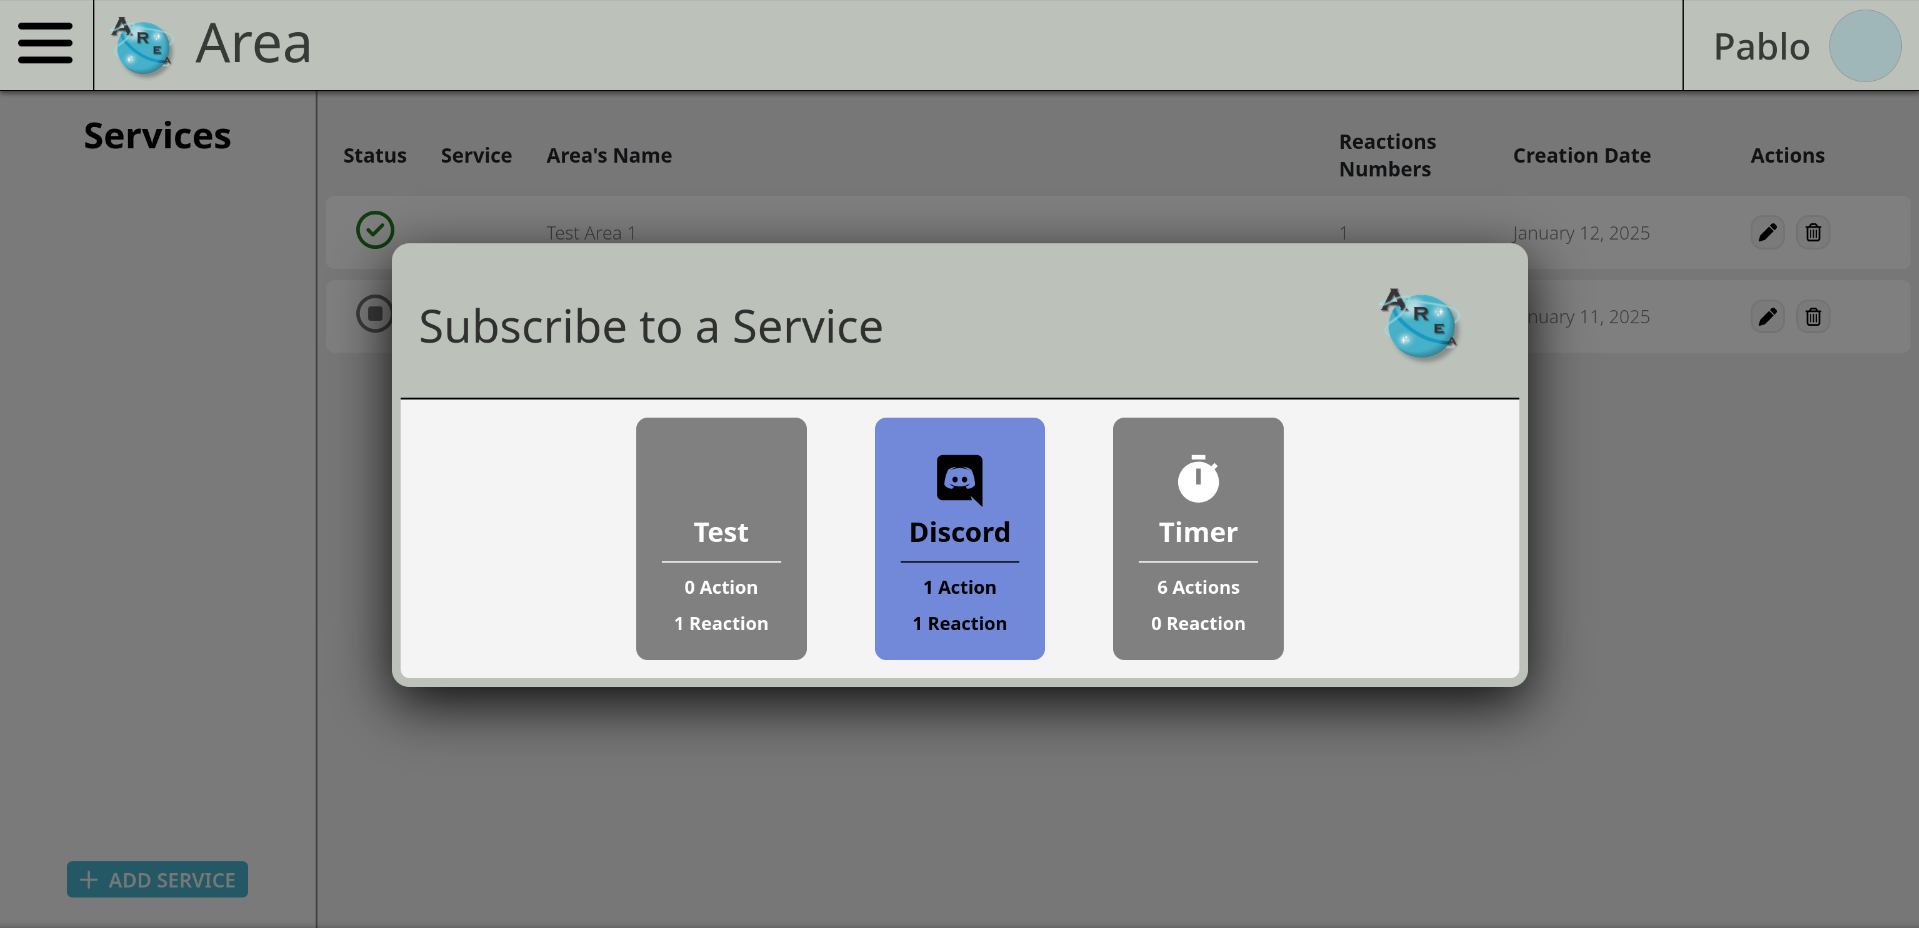 AREA
Area
Pablo
Services
Status Service Area's Name Reactions Numbers Creation Date Actions
Test Area 1 1 January 12, 2025
nuary 11, 2025
Subscribe to a Service
AREA
Test
0 Action
1 Reaction
Discord
1 Action
1 Reaction
Timer
6 Actions
0 Reaction
ADD SERVICE